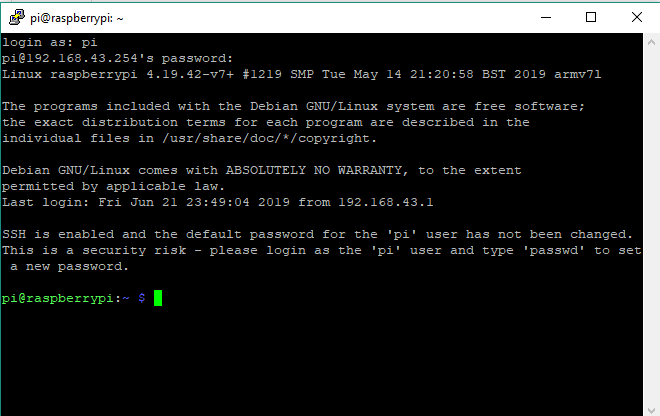 pi@raspberrypi: ~
login as: pi
pi@192.168.43.254's password:
Linux raspberrypi 4.19.42-v7+ #1219 SMP Tue May 14 21:20:58 BST 2019 armv7l
The programs included with the Debian GNU/Linux system are free software;
the exact distribution terms for each program are described in the
individual files in /usr/share/doc/*/copyright.
Debian GNU/Linux comes with ABSOLUTELY NO WARRANTY, to the extent
permitted by applicable law.
Last login: Fri Jun 21 23:49:04 2019 from 192.168.43.1
SSH is enabled and the default password for the 'pi' user has not been changed.
This is a security risk - please login as the 'pi' user and type 'passwd' to set
a new password.
pi@raspberrypi:~ $